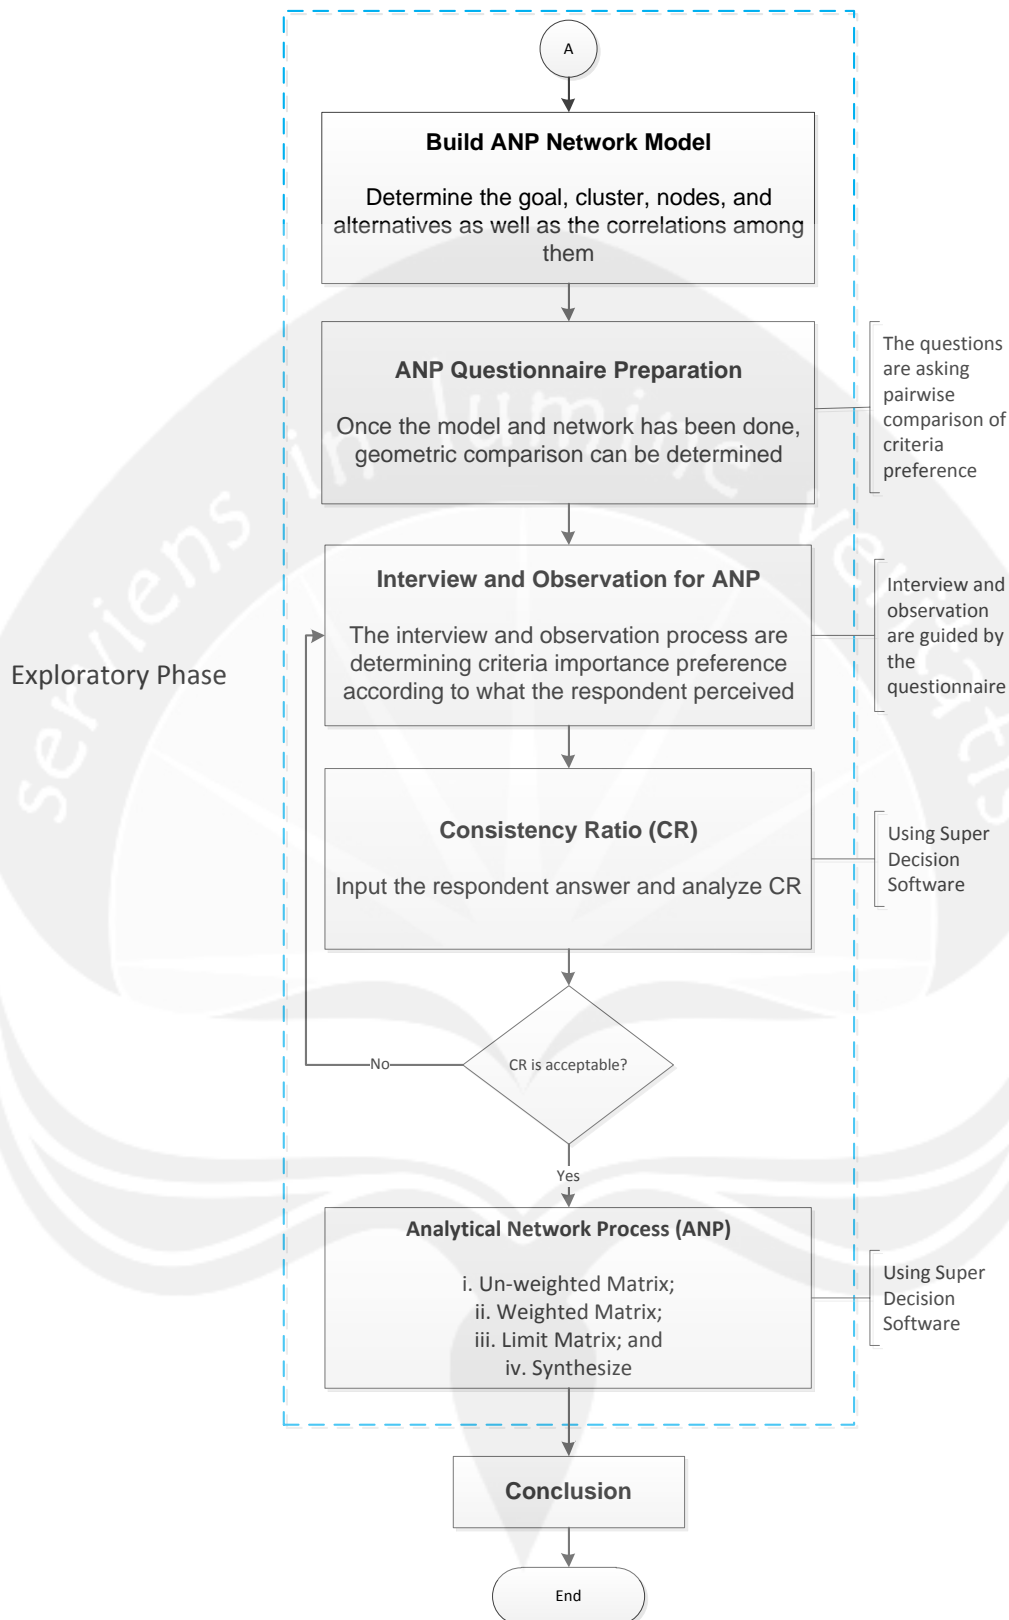 A
Build ANP Network Model
Determine the goal, cluster, nodes, and
alternatives as well as the correlations among
them
ANP Questionnaire Preparation
Once the model and network has been done,
geometric comparison can be determined
The questions
are asking
pairwise
comparison of
criteria
preference
Interview and Observation for ANP
The interview and observation process are
determining criteria importance preference
according to what the respondent perceived
Interview and
observation
are guided by
the
questionnaire
Exploratory Phase
Consistency Ratio (CR)
Input the respondent answer and analyze CR
Using Super
Decision
Software
CR is acceptable?
No
Yes
Analytical Network Process (ANP)
i. Un-weighted Matrix;
ii. Weighted Matrix;
iii. Limit Matrix; and
iv. Synthesize
Using Super
Decision
Software
Conclusion
End
serviens in lumine veritatis